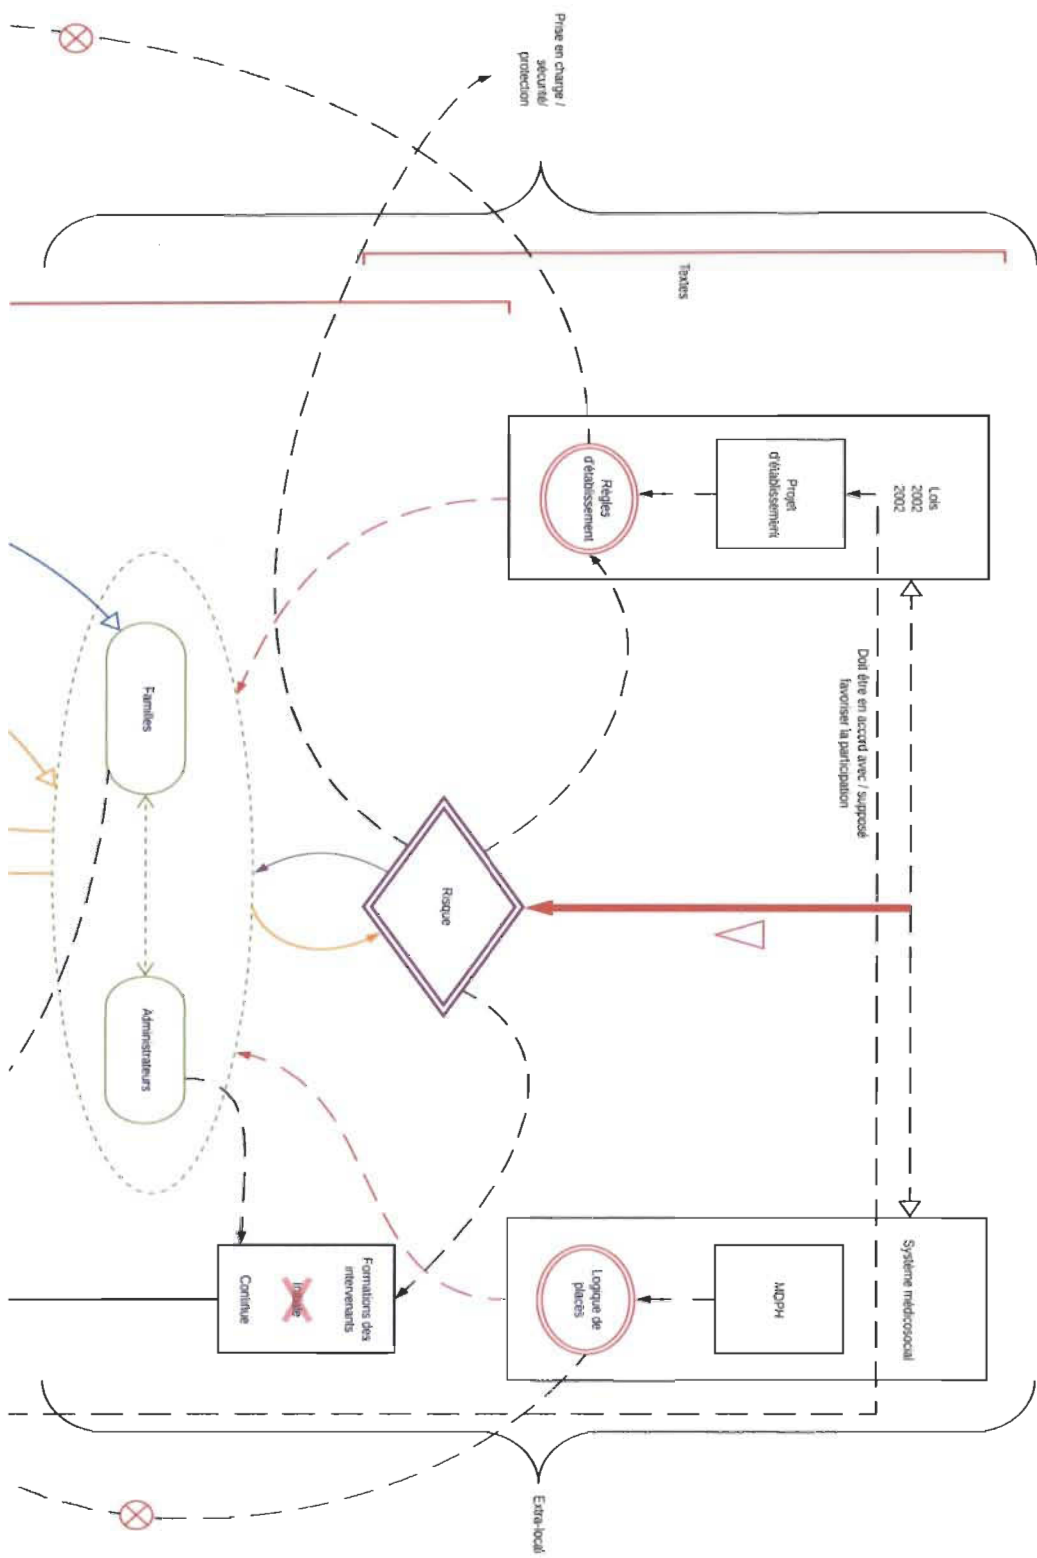 Prise en charge /
sécurité/
protection
Textes
Lois
2002
2002
Projet
d'établissement
Règles
d'établissement
Doit être en accord avec / supposé
favoriser la participation
Familles
Risque
Administrateurs
Système médicosocial
MDPH
Logique de
places
Formations des
intervenants
Initiale
Continue
Extra-local